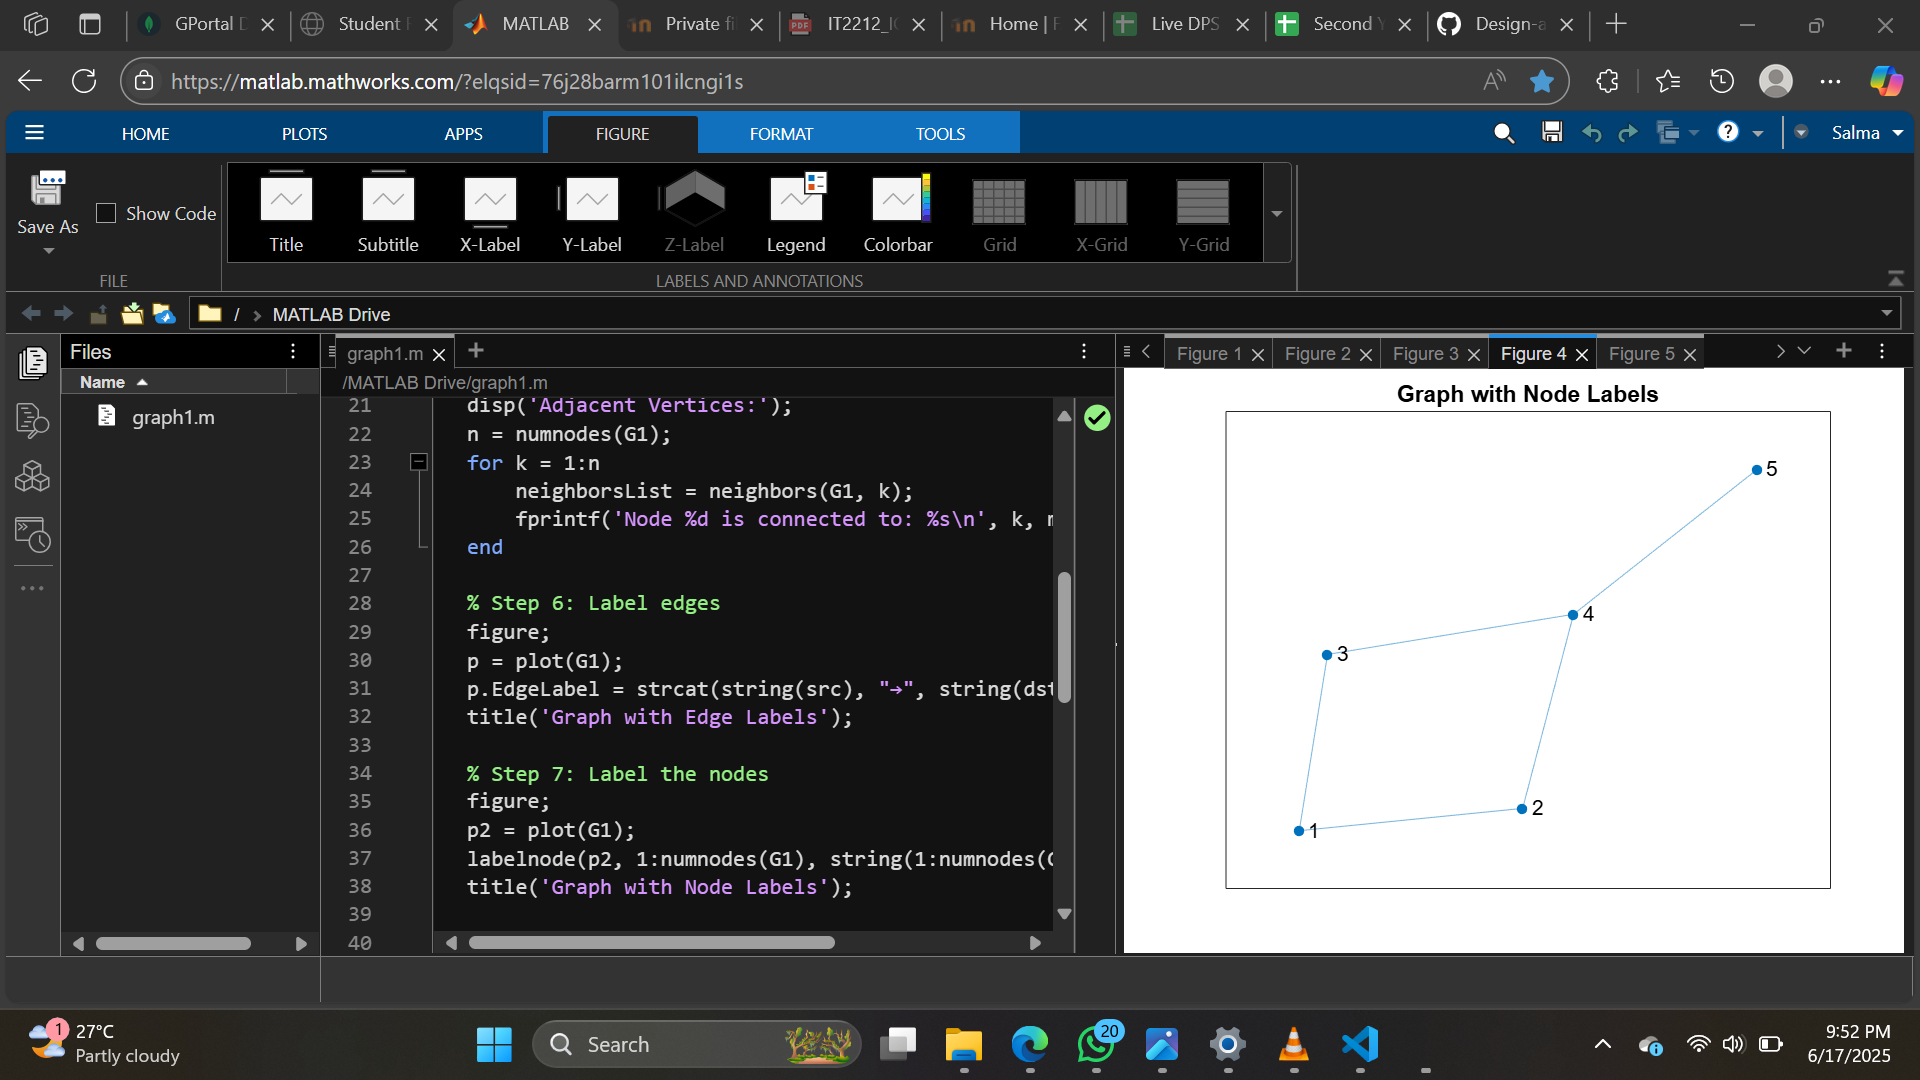 GPortal D
Student F
MATLAB
Private fi
IT2212_I
Home | F
Live DPS
Second Y
Design-a
https://matlab.mathworks.com/?elqsid=76j28barm101ilcngi1s
HOME PLOTS APPS FIGURE FORMAT TOOLS
Salma
Save As
Show Code
Title Subtitle X-Label Y-Label Z-Label Legend Colorbar Grid X-Grid Y-Grid
FILE LABELS AND ANNOTATIONS
/ › MATLAB Drive
Files
Name
graph1.m
graph1.m
/MATLAB Drive/graph1.m
21 disp('Adjacent Vertices:');
22 n = numnodes(G1);
23 for k = 1:n
24 neighborsList = neighbors(G1, k);
25 fprintf('Node %d is connected to: %s\n', k,
26 end
27
28 % Step 6: Label edges
29 figure;
30 p = plot(G1);
31 p.EdgeLabel = strcat(string(src), "→", string(dst
32 title('Graph with Edge Labels');
33
34 % Step 7: Label the nodes
35 figure;
36 p2 = plot(G1);
37 labelnode(p2, 1:numnodes(G1), string(1:numnodes(
38 title('Graph with Node Labels');
39
40
Figure 1 Figure 2 Figure 3 Figure 4 Figure 5
Graph with Node Labels
5
4
3
2
1
1
27°C
Partly cloudy
Search
20
9:52 PM
6/17/2025